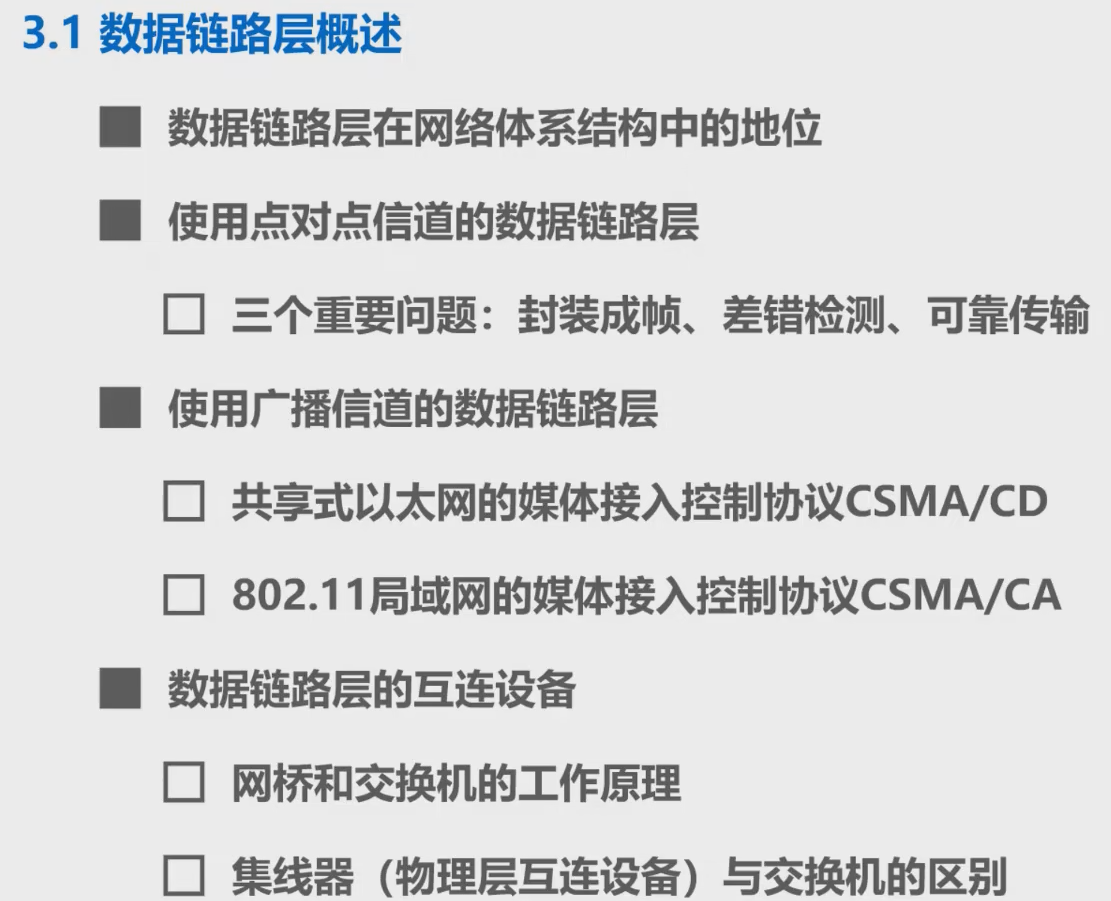 3.1 数据链路层概述
数据链路层在网络体系结构中的地位
使用点对点信道的数据链路层
三个重要问题：封装成帧、差错检测、可靠传输
使用广播信道的数据链路层
共享式以太网的媒体接入控制协议CSMA/CD
802.11局域网的媒体接入控制协议CSMA/CA
数据链路层的互连设备
网桥和交换机的工作原理
集线器（物理层互连设备）与交换机的区别